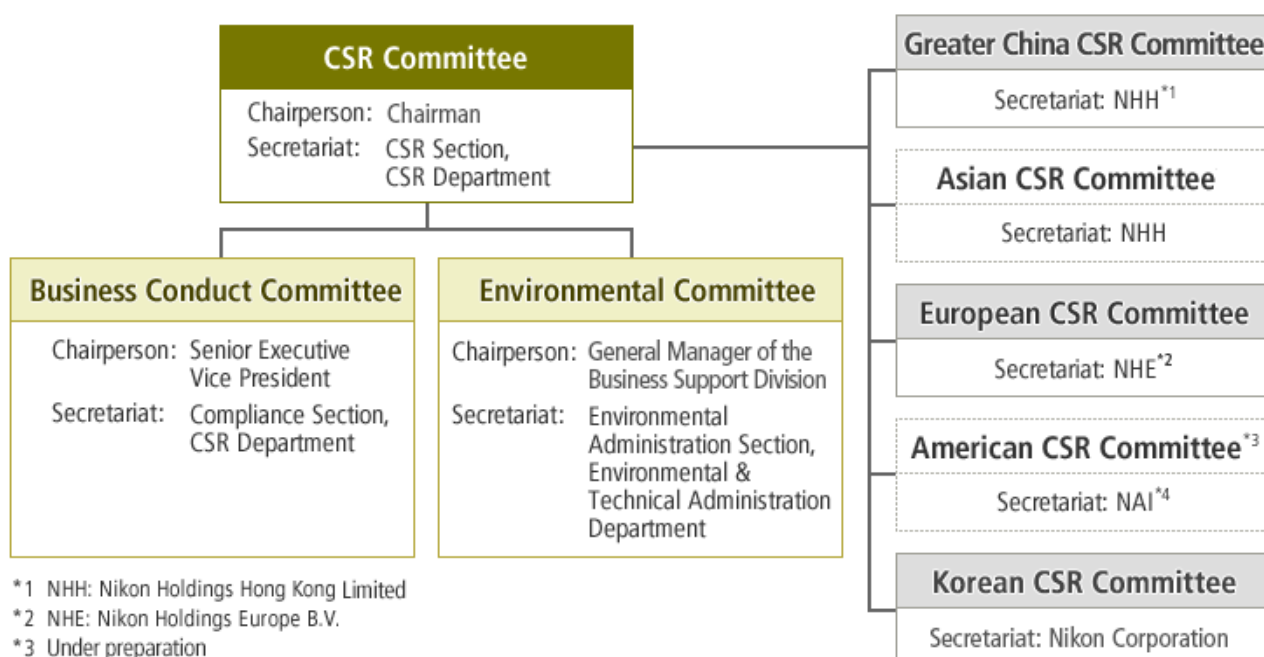 CSR Committee
Chairperson: Chairman
Secretariat: CSR Section,
CSR Department
Business Conduct Committee
Chairperson: Senior Executive
Vice President
Secretariat: Compliance Section,
CSR Department
Environmental Committee
Chairperson: General Manager of the
Business Support Division
Secretariat: Environmental
Administration Section,
Environmental &
Technical Administration
Department
Greater China CSR Committee
Secretariat: NHH*1
Asian CSR Committee
Secretariat: NHH
European CSR Committee
Secretariat: NHE*2
American CSR Committee*3
Secretariat: NAI*4
Korean CSR Committee
Secretariat: Nikon Corporation
*1 NHH: Nikon Holdings Hong Kong Limited
*2 NHE: Nikon Holdings Europe B.V.
*3 Under preparation